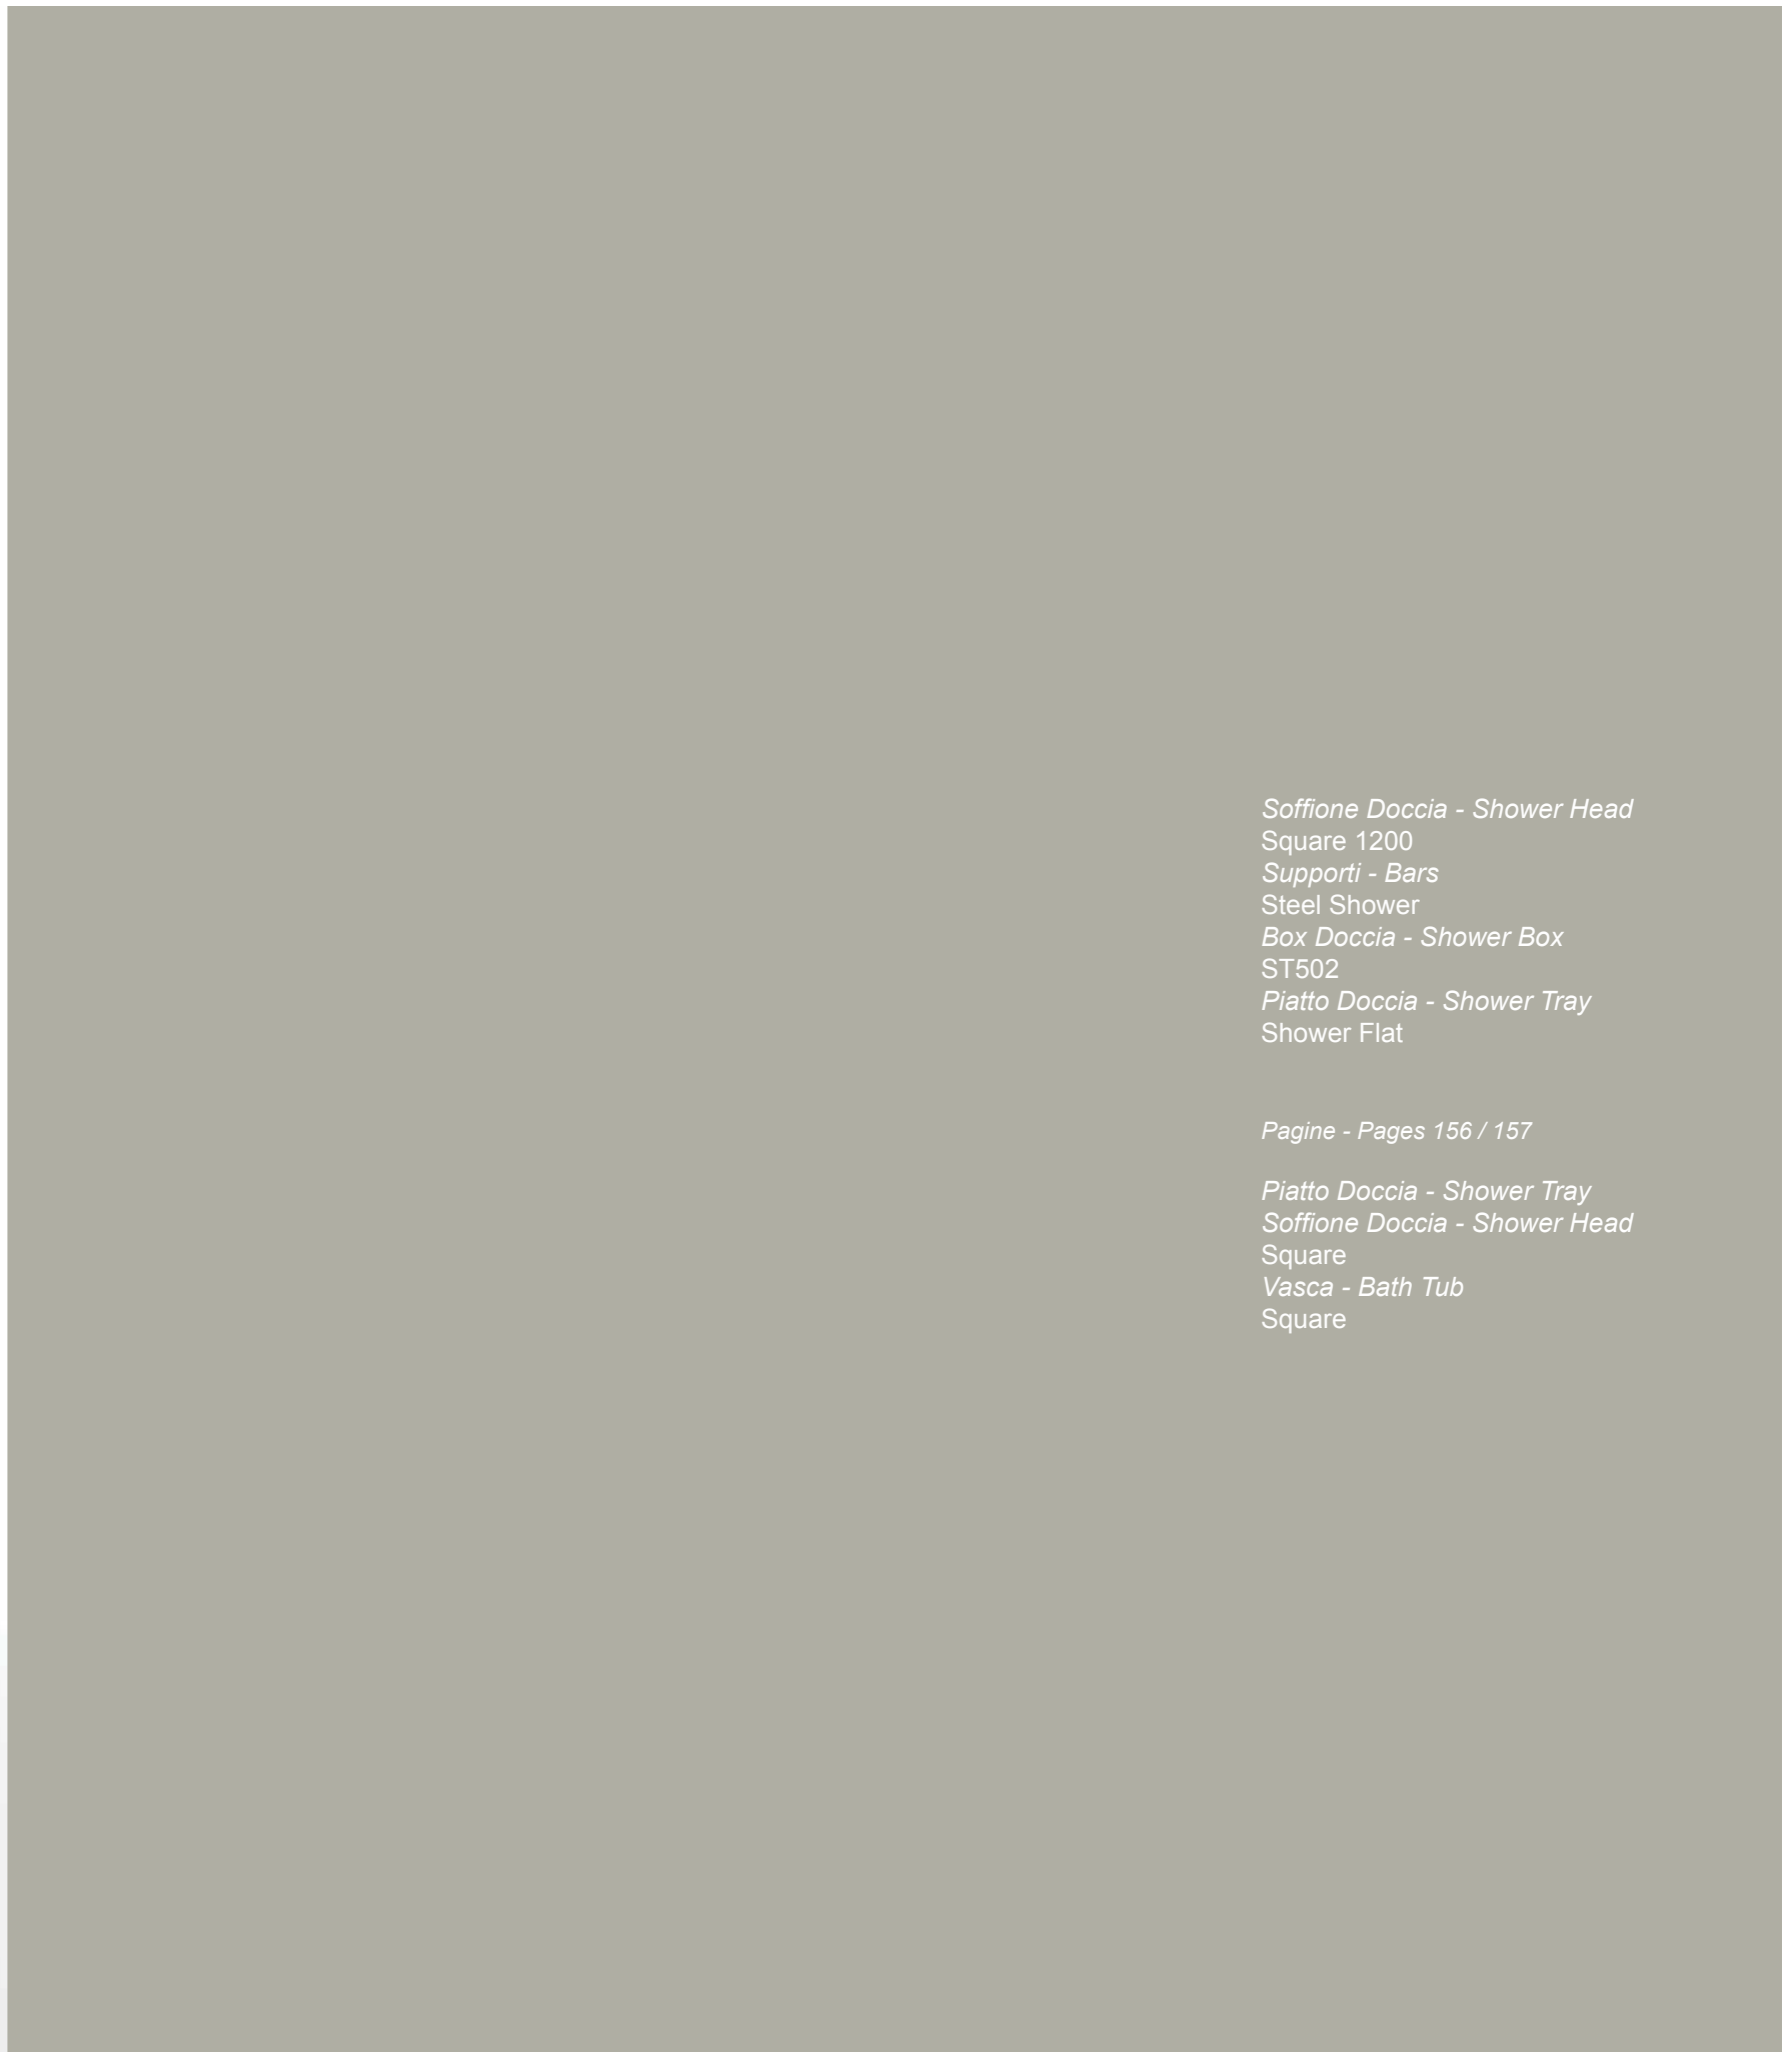 Soffione Doccia - Shower Head
Square 1200
Supporti - Bars
Steel Shower
Box Doccia - Shower Box
ST502
Piatto Doccia - Shower Tray
Shower Flat
Pagine - Pages 156 / 157
Piatto Doccia - Shower Tray
Soffione Doccia - Shower Head
Square
Vasca - Bath Tub
Square